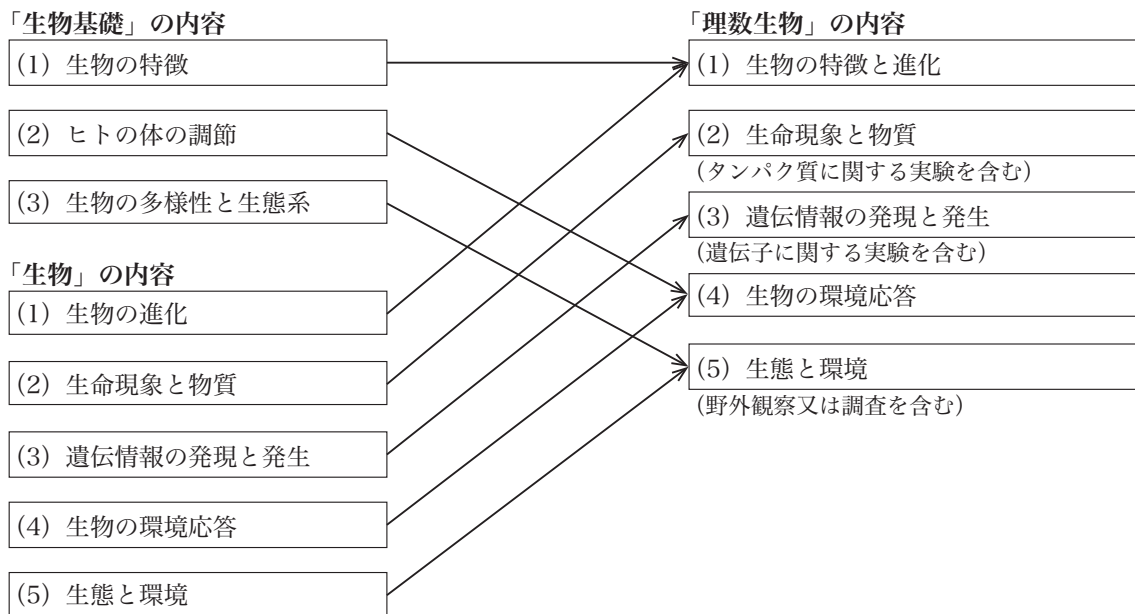 「生物基礎」の内容
(1) 生物の特徴
(2) ヒトの体の調節
(3) 生物の多様性と生態系
「生物」の内容
(1) 生物の進化
(2) 生命現象と物質
(3) 遺伝情報の発現と発生
(4) 生物の環境応答
(5) 生態と環境
「理数生物」の内容
(1) 生物の特徴と進化
(2) 生命現象と物質
(タンパク質に関する実験を含む)
(3) 遺伝情報の発現と発生
(遺伝子に関する実験を含む)
(4) 生物の環境応答
(5) 生態と環境
(野外観察又は調査を含む)